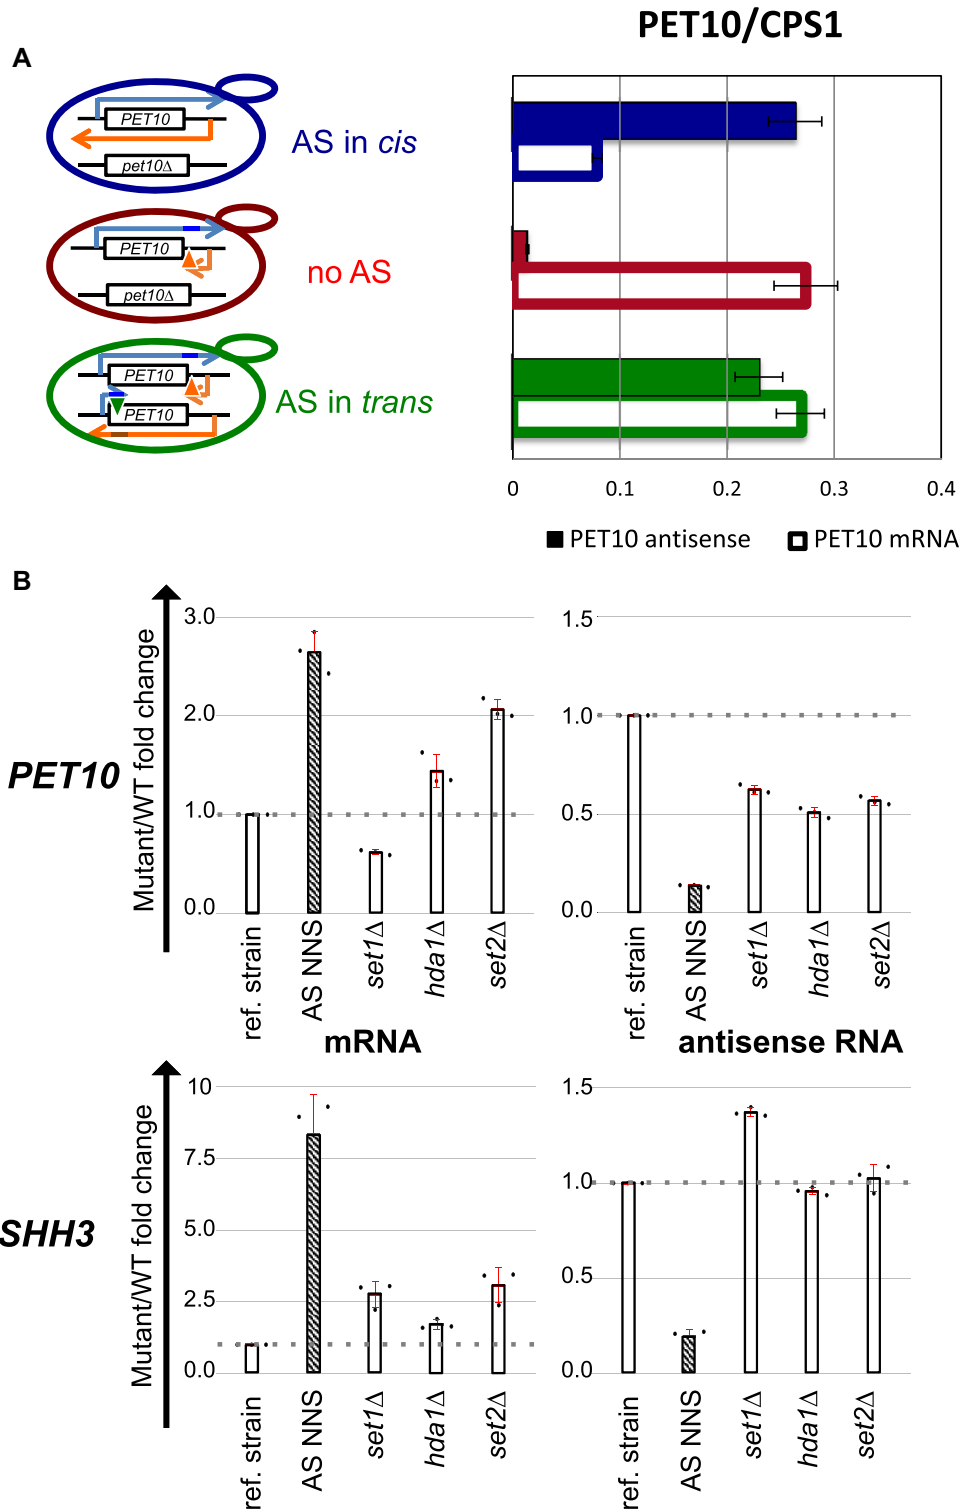 PET10/CPS1
A
PET10
pet10Δ
AS in cis
PET10
pet10Δ
no AS
PET10
PET10
AS in trans
0 0.1 0.2 0.3 0.4
PET10 antisense PET10 mRNA
B
PET10
Mutant/WT fold change
3.0
2.0
1.0
0.0
ref. strain
AS NNS
set1Δ
hda1Δ
set2Δ
mRNA
1.5
1.0
0.5
0.0
ref. strain
AS NNS
set1Δ
hda1Δ
set2Δ
antisense RNA
SHH3
Mutant/WT fold change
10
7.5
5.0
2.5
0.0
ref. strain
AS NNS
set1Δ
hda1Δ
set2Δ
1.5
1.0
0.5
0.0
ref. strain
AS NNS
set1Δ
hda1Δ
set2Δ